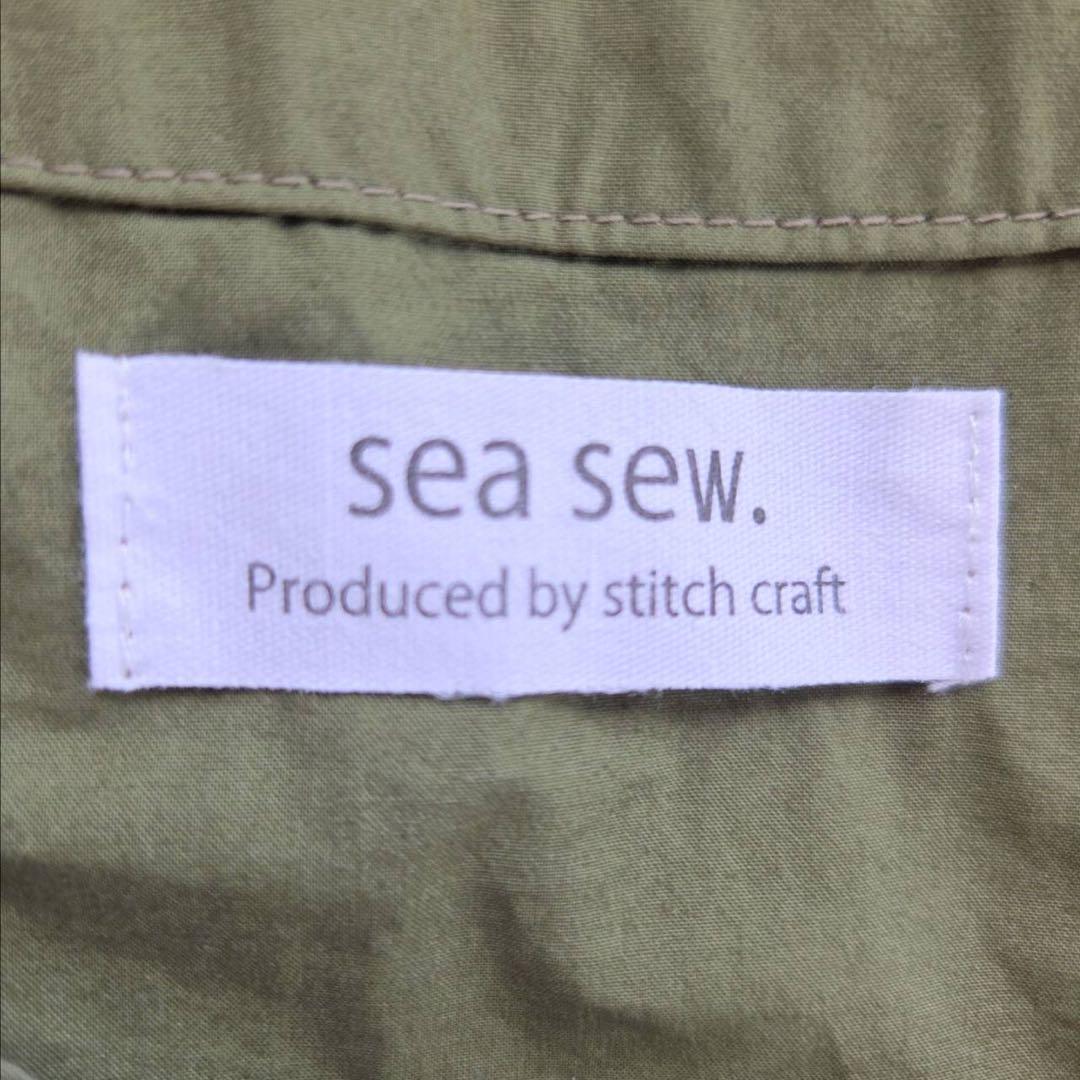 sea sew.
Produced by stitch craft